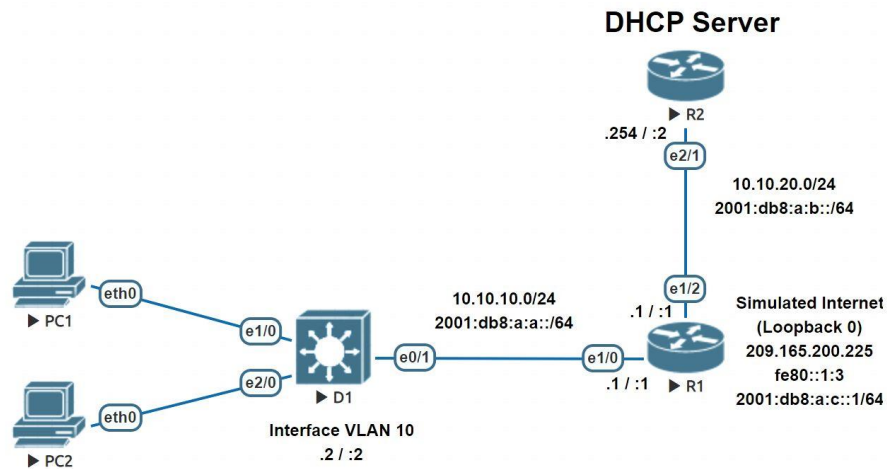 DHCP Server
R2
.254 / :2
e2/1
10.10.20.0/24
2001:db8:a:b::/64
eth0
PC1
e1/0
10.10.10.0/24
2001:db8:a:a::/64
e1/2
.1 / :1
Simulated Internet
(Loopback 0)
209.165.200.225
fe80::1:3
2001:db8:a:c::1/64
e0/1
e1/0
.1 / :1
R1
e2/0
D1
eth0
PC2
Interface VLAN 10
.2 / :2